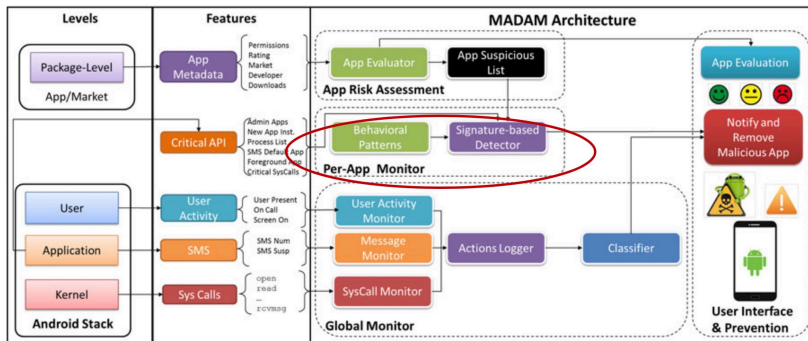 Levels
Features
MADAM Architecture
Package-Level
App/Market
App
Metadata
Permissions
Rating
Market
Developer
Downloads
App Evaluator
App Suspicious
List
App Risk Assessment
App Evaluation
Critical API
Admin Apps
New App Inst.
Process List
SMS Default App
Foreground App
Critical SysCalls
Behavioral
Patterns
Signature-based
Detector
Per-App Monitor
Notify and
Remove
Malicious App
User
Application
Kernel
Android Stack
User
Activity
User Present
On Call
Screen On
SMS
SMS Num
SMS Susp
Sys Calls
open
read
…
rcvmsg
User Activity
Monitor
Message
Monitor
SysCall Monitor
Actions Logger
Classifier
Global Monitor
User Interface
& Prevention